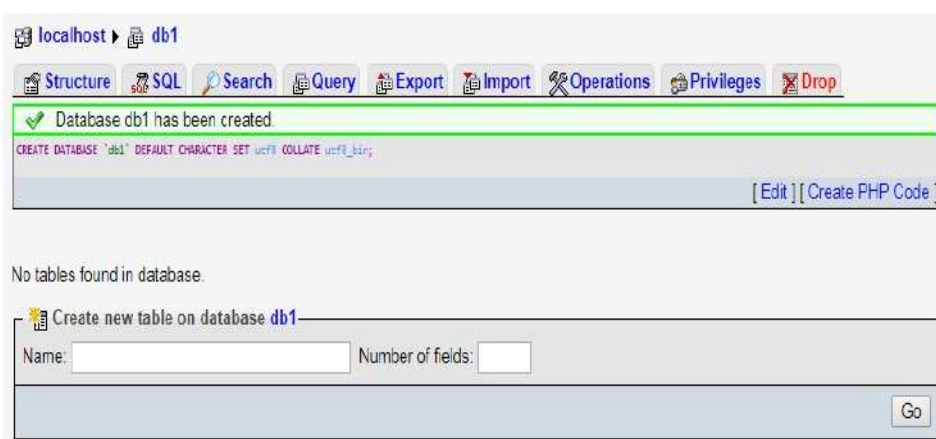 localhost ▸ db1
Structure SQL Search Query Export Import Operations Privileges Drop
Database db1 has been created.
CREATE DATABASE `db1` DEFAULT CHARACTER SET utf8 COLLATE utf8_bin;
[ Edit ] [ Create PHP Code ]
No tables found in database.
Create new table on database db1
Name: Number of fields:
Go